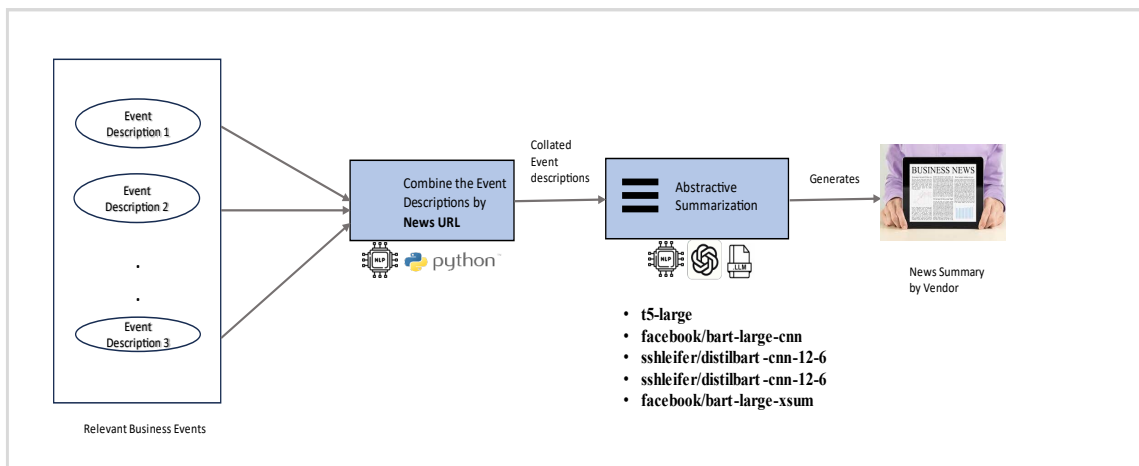 Event
Description 1
Event
Description 2
.
.
Event
Description 3
Relevant Business Events
Combine the Event
Descriptions by
News URL
NLP
python
Collated
Event
descriptions
Abstractive
Summarization
NLP
LLM
• t5-large
• facebook/bart-large-cnn
• sshleifer/distilbart -cnn-12-6
• sshleifer/distilbart -cnn-12-6
• facebook/bart-large-xsum
Generates
BUSINESS NEWS
News Summary
by Vendor